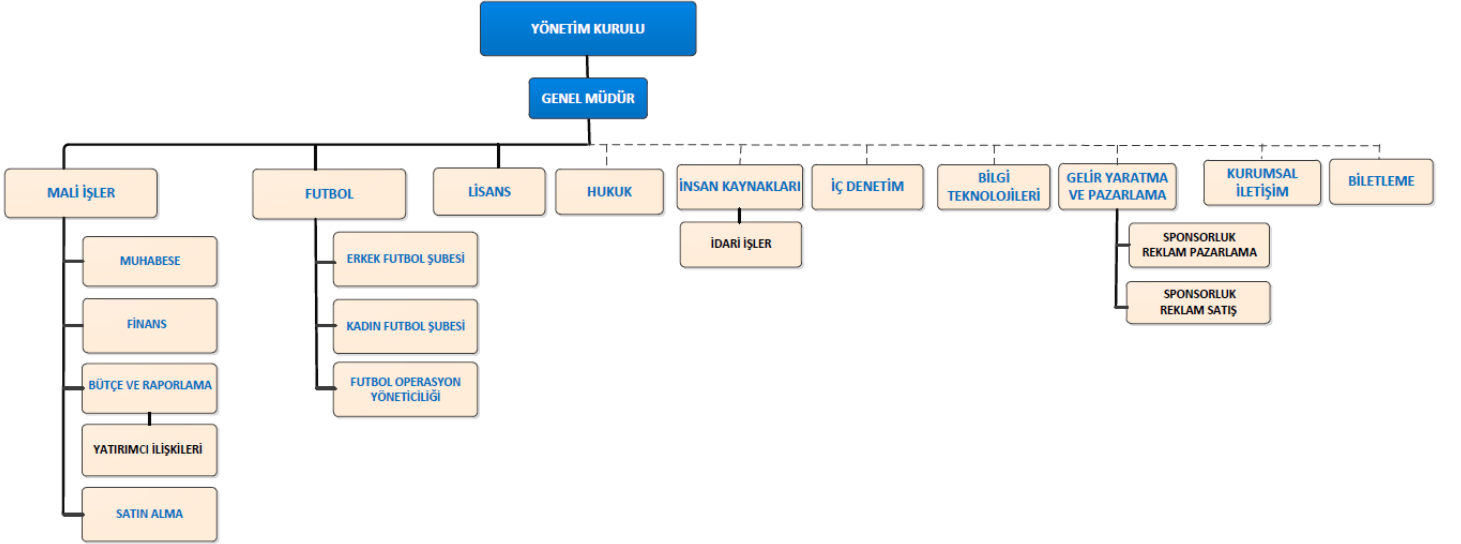 YÖNETİM KURULU
GENEL MÜDÜR
MALİ İŞLER
FUTBOL
LİSANS
HUKUK
İNSAN KAYNAKLARI
İÇ DENETİM
BİLGİ
TEKNOLOJİLERİ
GELİR YARATMA
VE PAZARLAMA
KURUMSAL
İLETİŞİM
BİLETLEME
MUHABESE
FİNANS
BÜTÇE VE RAPORLAMA
YATIRIMCI İLİŞKİLERİ
SATIN ALMA
ERKEK FUTBOL ŞUBESİ
KADIN FUTBOL ŞUBESİ
FUTBOL OPERASYON
YÖNETİCİLİĞİ
İDARİ İŞLER
SPONSORLUK
REKLAM PAZARLAMA
SPONSORLUK
REKLAM SATIŞ